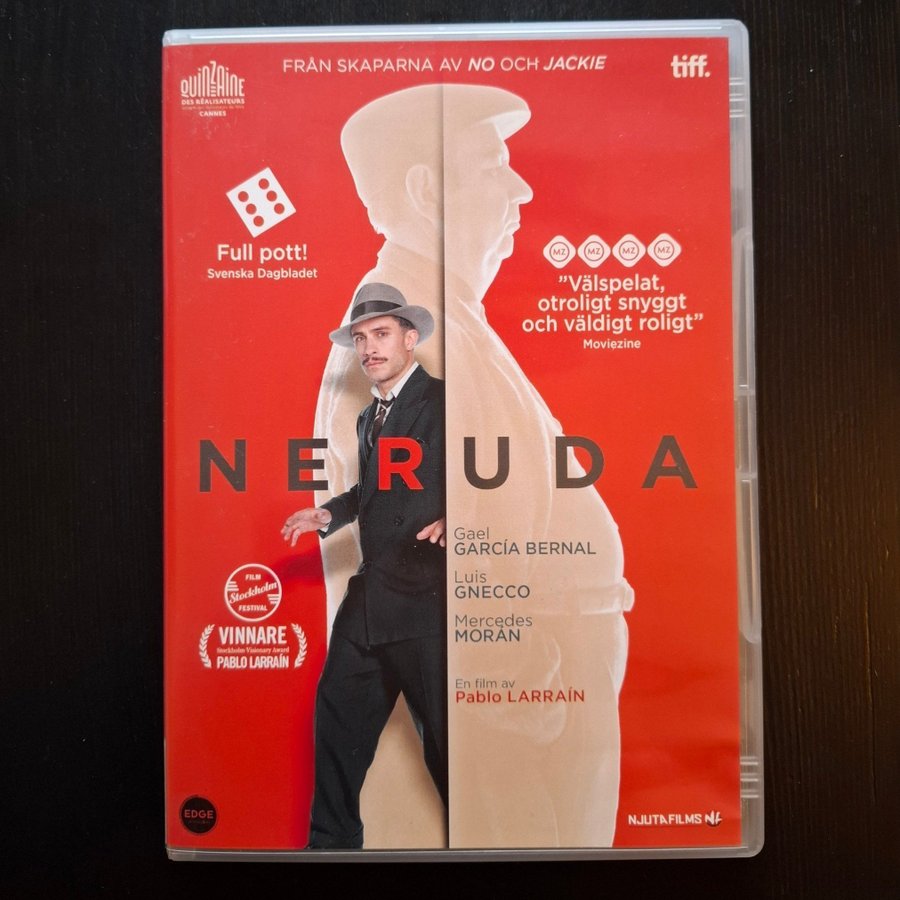 FRÅN SKAPARNA AV NO OCH JACKIE
QUINZAINE
DES RÉALISATEURS
CANNES
tiff.
Full pott!
Svenska Dagbladet
MZ MZ MZ MZ
”Välspelat,
otroligt snyggt
och väldigt roligt”
Moviezine
NERUDA
Gael
GARCÍA BERNAL
Luis
GNECCO
Mercedes
MORÁN
En film av
Pablo LARRAÍN
FILM
Stockholm
FESTIVAL
VINNARE
Stockholm Visionary Award
PABLO LARRAÍN
EDGE
NJUTAFILMS NF